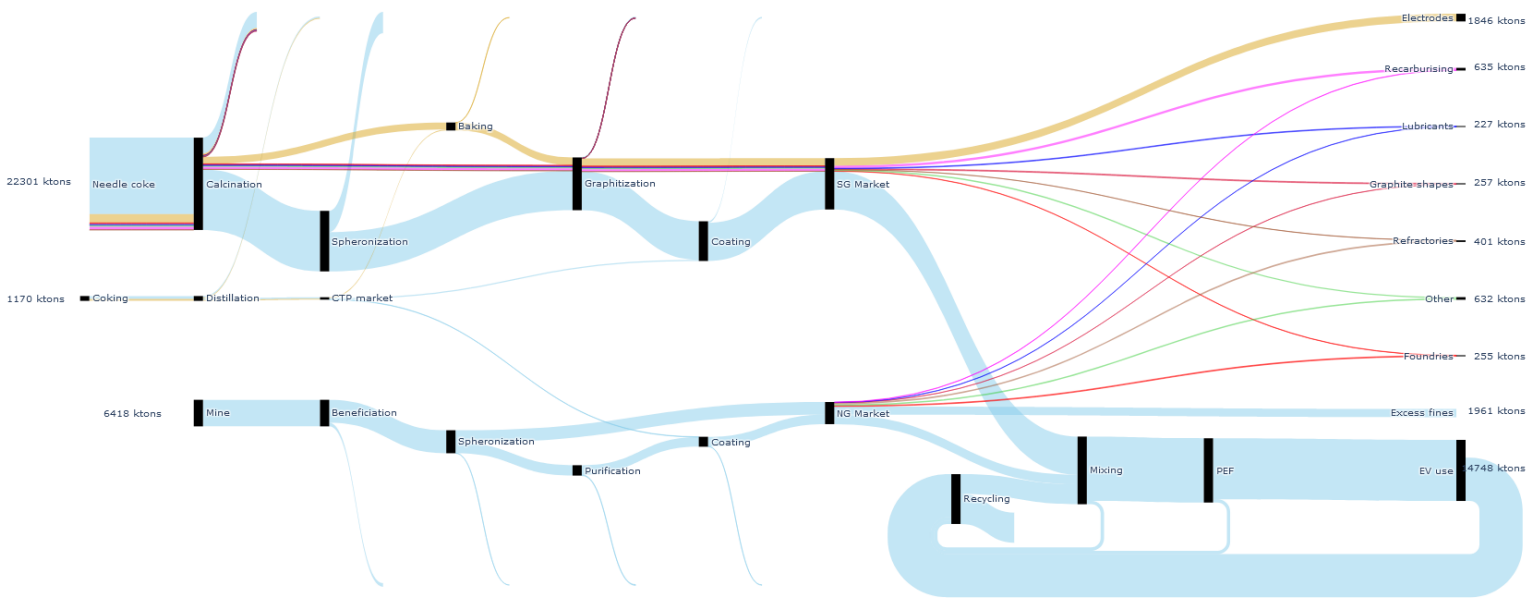 Electrodes 1846 ktons
Recarburising 635 ktons
Baking
Lubricants 227 ktons
22301 ktons Needle coke Calcination Graphitization SG Market Graphite shapes 257 ktons
Spheronization Coating Refractories 401 ktons
1170 ktons Coking Distillation CTP market Other 632 ktons
Foundries 255 ktons
6418 ktons Mine Beneficiation NG Market Excess fines 1961 ktons
Spheronization Coating
Purification Mixing PEF EV use 14748 ktons
Recycling